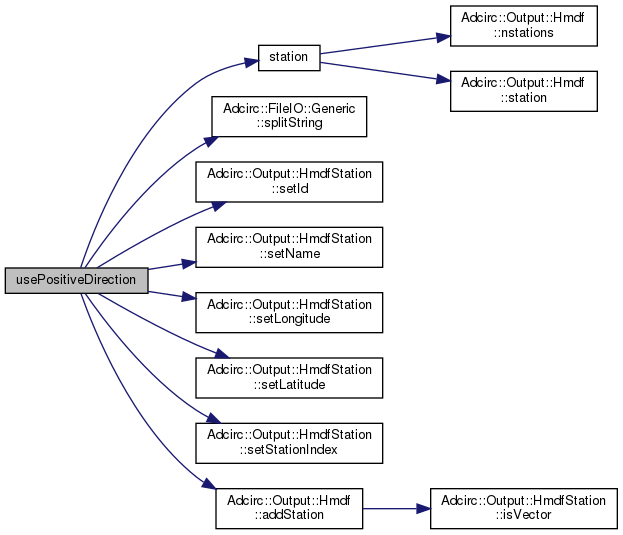 usePositiveDirection
station
Adcirc::Output::Hmdf
::nstations
Adcirc::Output::Hmdf
::station
Adcirc::FileIO::Generic
::splitString
Adcirc::Output::HmdfStation
::setId
Adcirc::Output::HmdfStation
::setName
Adcirc::Output::HmdfStation
::setLongitude
Adcirc::Output::HmdfStation
::setLatitude
Adcirc::Output::HmdfStation
::setStationIndex
Adcirc::Output::Hmdf
::addStation
Adcirc::Output::HmdfStation
::isVector